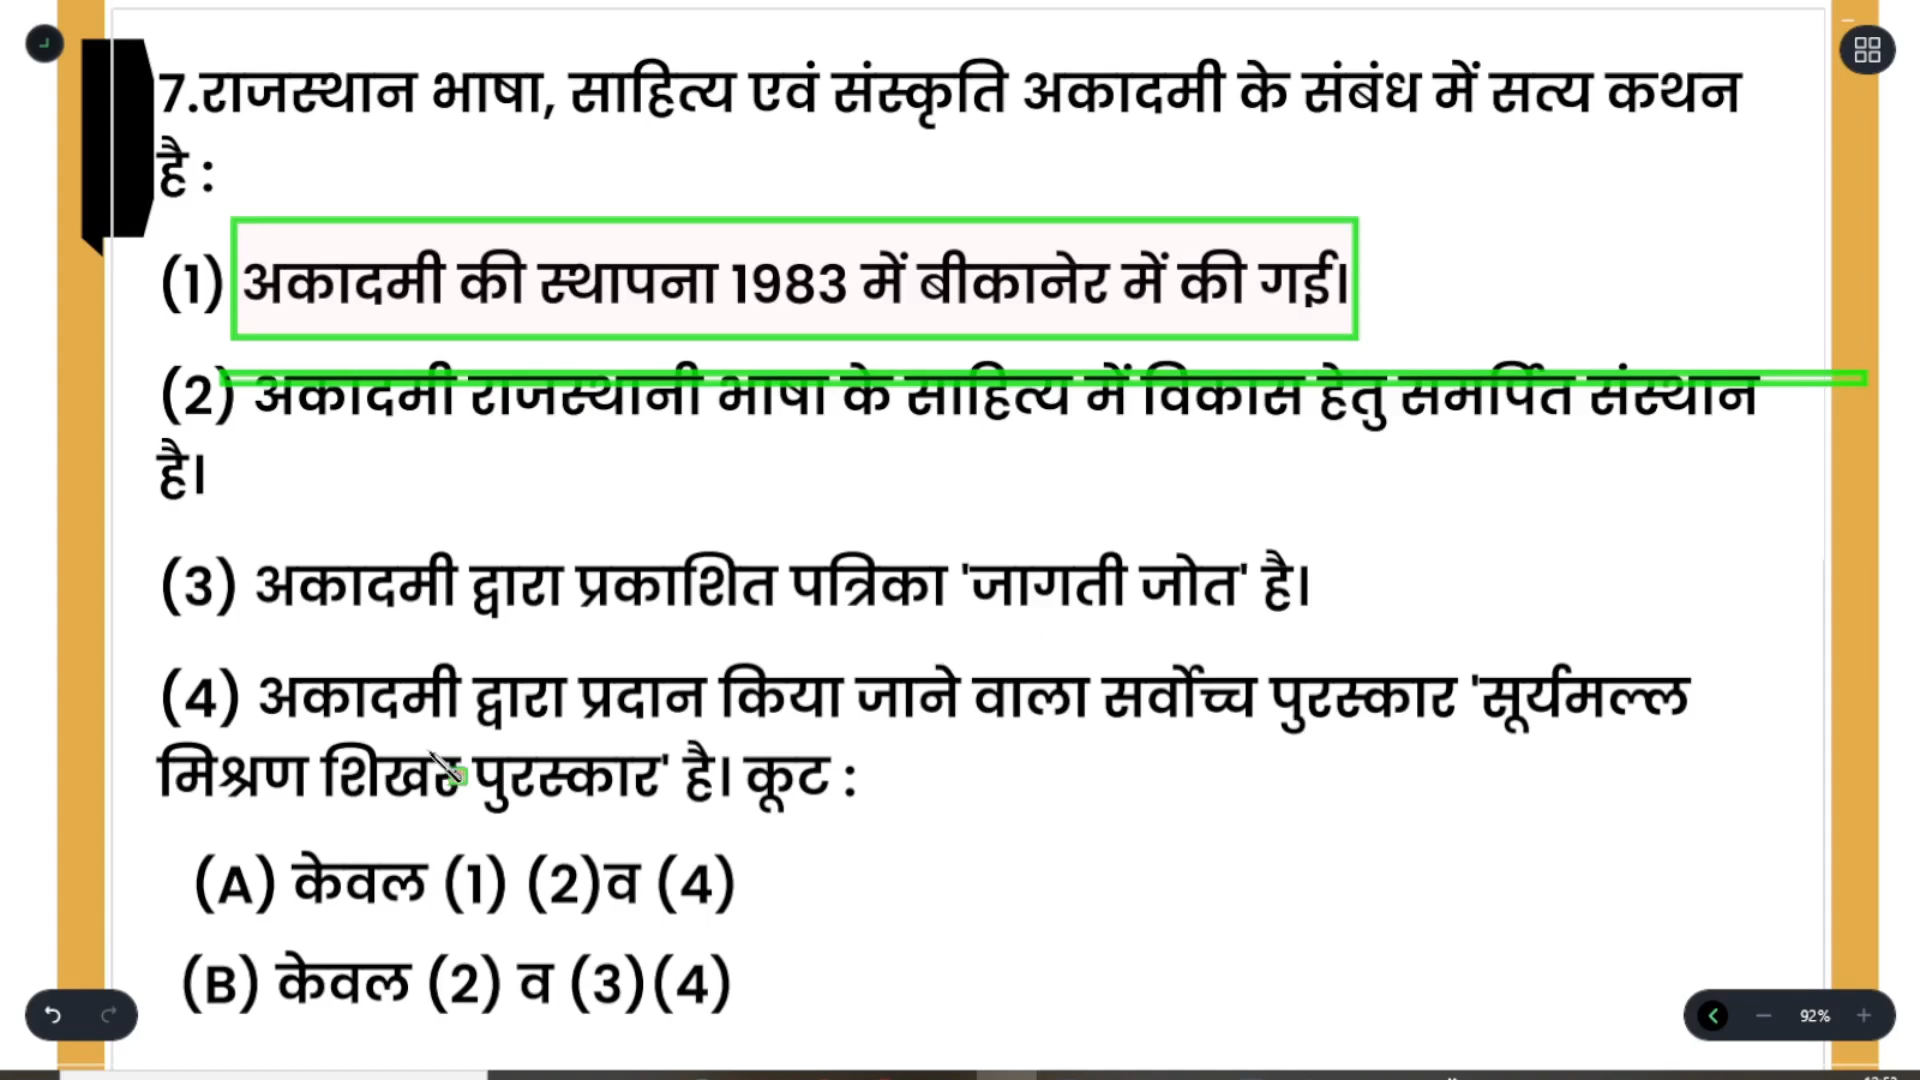 7.राजस्थान भाषा, साहित्य एवं संस्कृति अकादमी के संबंध में सत्य कथन
है :
(1) अकादमी की स्थापना 1983 में बीकानेर में की गई।
(2) अकादमी राजस्थानी भाषा के साहित्य में विकास हेतु समर्पित संस्थान
है।
(3) अकादमी द्वारा प्रकाशित पत्रिका 'जागती जोत' है।
(4) अकादमी द्वारा प्रदान किया जाने वाला सर्वोच्च पुरस्कार 'सूर्यमल्ल
मिश्रण शिखर पुरस्कार' है। कूट :
(A) केवल (1) (2)व (4)
(B) केवल (2) व (3)(4)
92%